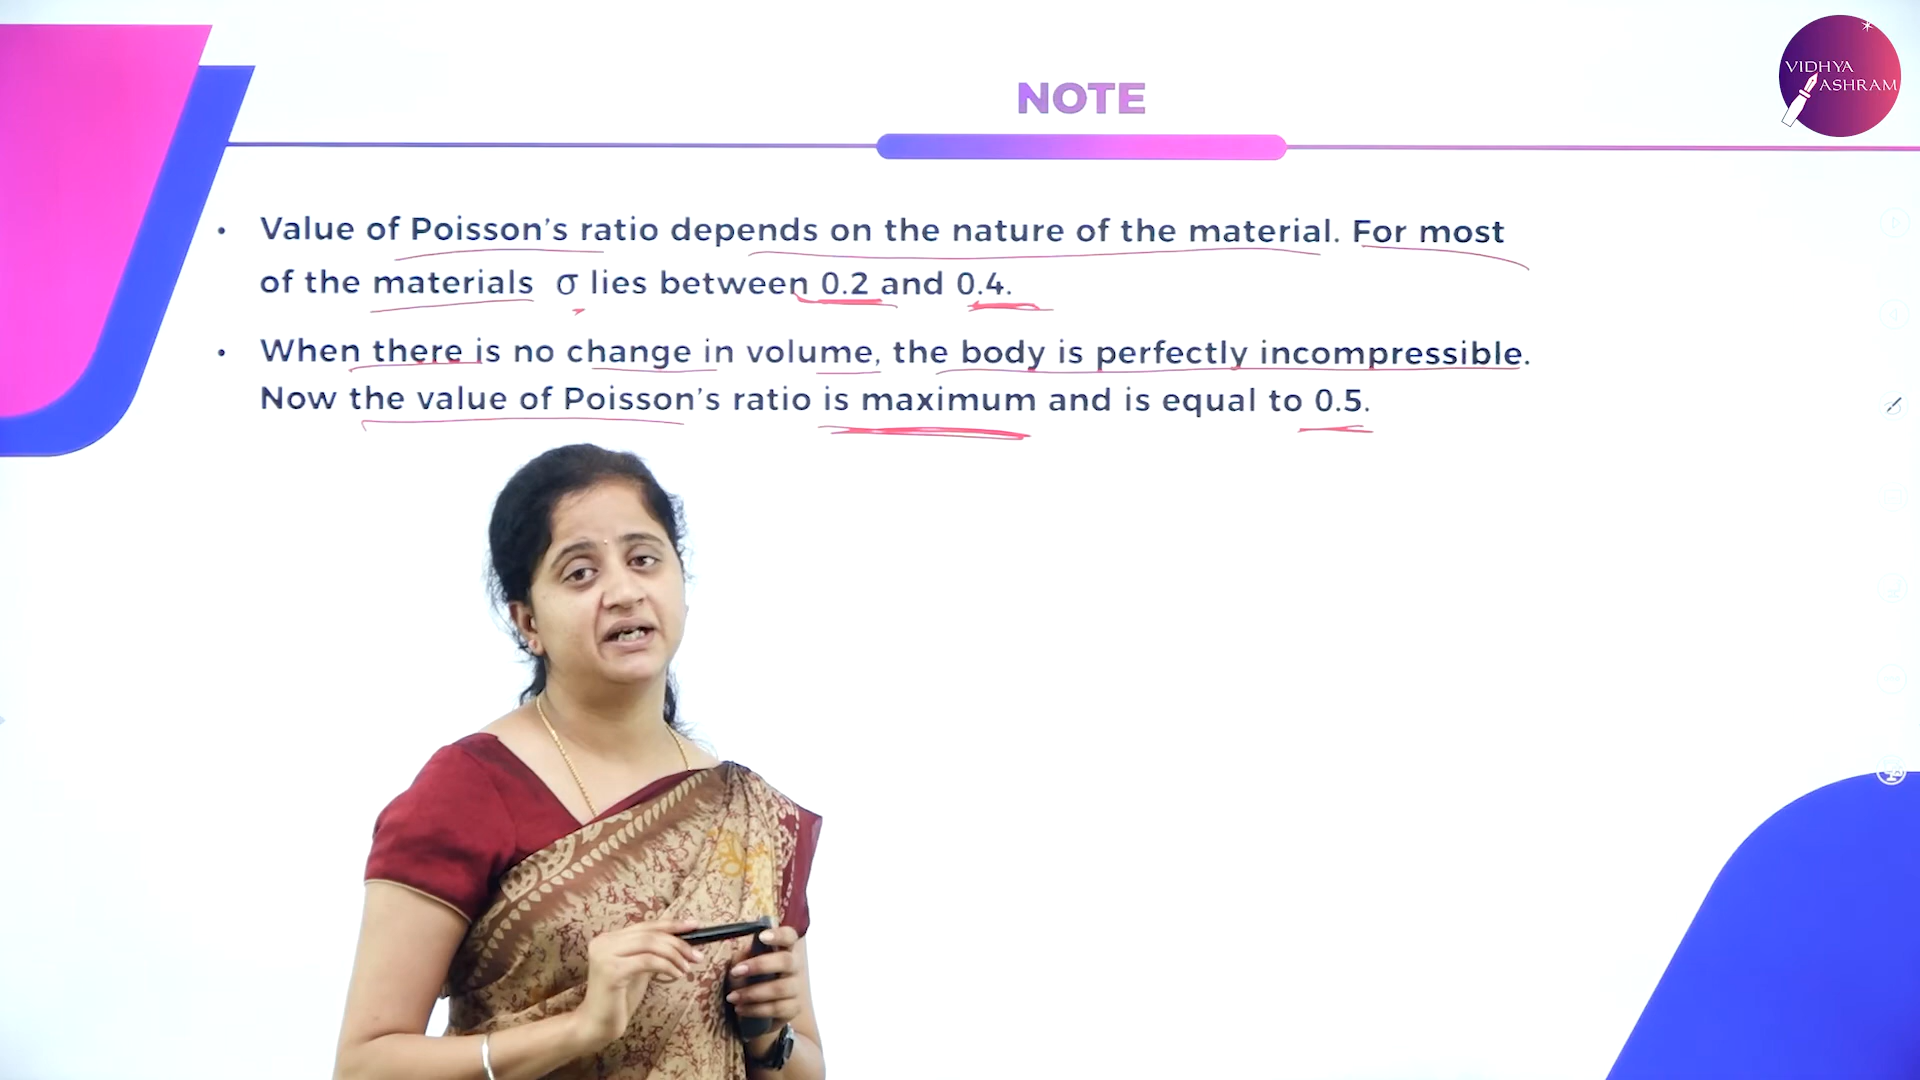 VIDHYA
ASHRAM
NOTE
• Value of Poisson's ratio depends on the nature of the material. For most
of the materials σ lies between 0.2 and 0.4.
• When there is no change in volume, the body is perfectly incompressible.
Now the value of Poisson's ratio is maximum and is equal to 0.5.